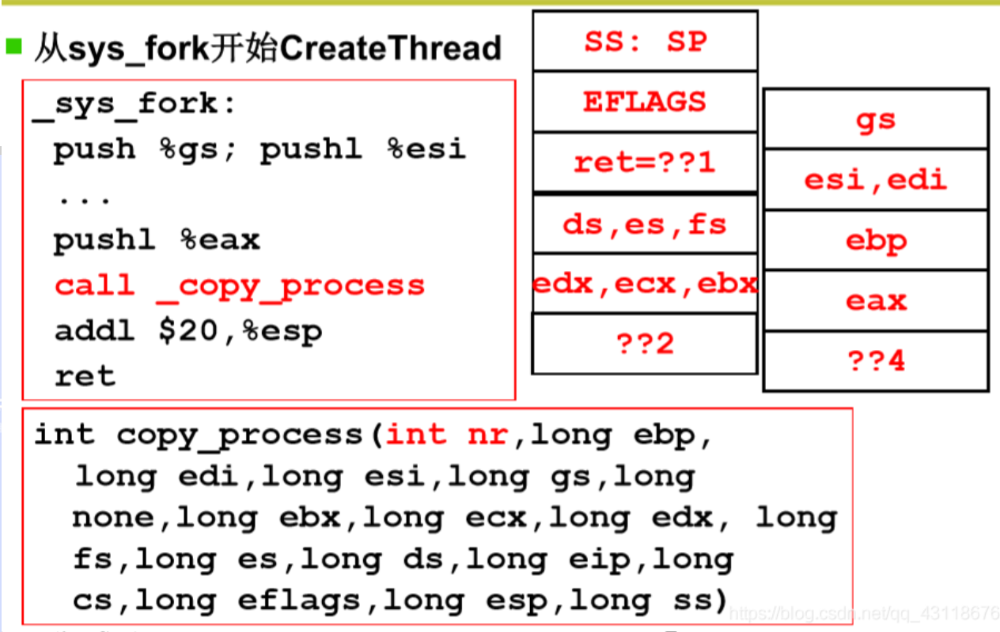 从sys_fork开始CreateThread
_sys_fork:
push %gs; pushl %esi
...
pushl %eax
call _copy_process
addl $20,%esp
ret
SS: SP
EFLAGS
ret=??1
ds,es,fs
edx,ecx,ebx
??2
gs
esi,edi
ebp
eax
??4
int copy_process(int nr,long ebp,
long edi,long esi,long gs,long
none,long ebx,long ecx,long edx, long
fs,long es,long ds,long eip,long
cs,long eflags,long esp,long ss)
https://blog.csdn.net/qq_43118676